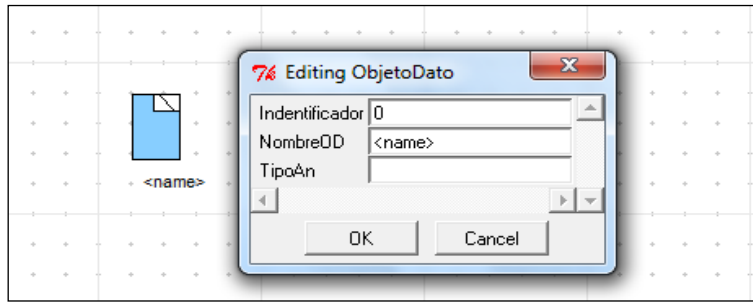 Editing ObjetoDato
Indentificador 0
NombreOD <name>
TipoAn
<name>
OK Cancel